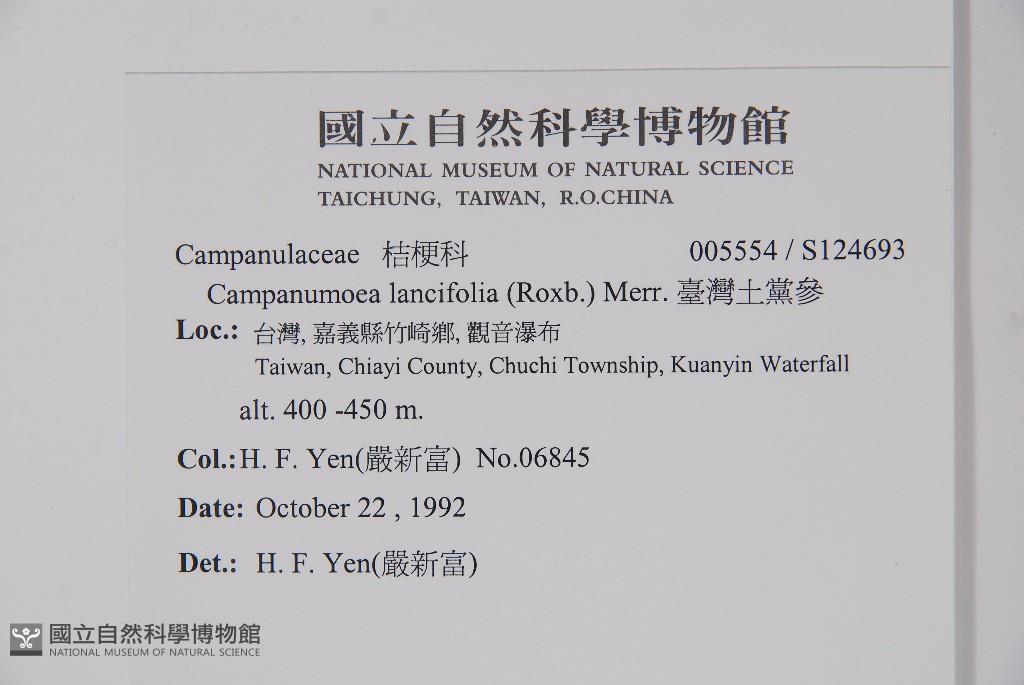 國立自然科學博物館
NATIONAL MUSEUM OF NATURAL SCIENCE
TAICHUNG, TAIWAN, R.O.CHINA
Campanulaceae 桔梗科 005554 / S124693
Campanumoea lancifolia (Roxb.) Merr. 臺灣土黨參
Loc.: 台灣, 嘉義縣竹崎鄉, 觀音瀑布
Taiwan, Chiayi County, Chuchi Township, Kuanyin Waterfall
alt. 400 -450 m.
Col.: H. F. Yen(嚴新富) No.06845
Date: October 22 , 1992
Det.: H. F. Yen(嚴新富)
國立自然科學博物館
NATIONAL MUSEUM OF NATURAL SCIENCE